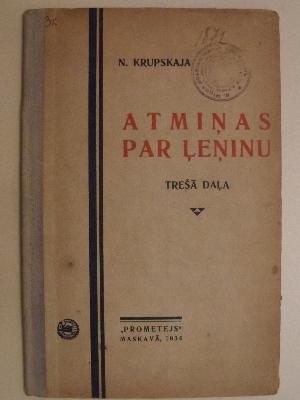 N. KRUPSKAJA
ATMIŅAS
PAR ĻEŅINU
TREŠĀ DAĻA
„PROMETEJS“
MASKAVĀ, 1934